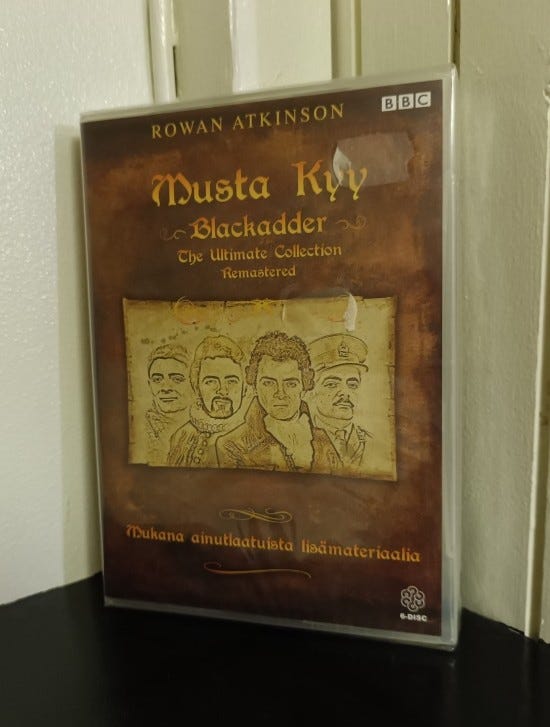 ROWAN ATKINSON
BBC
Musta Kyy
Blackadder
The Ultimate Collection
Remastered
Mukana ainutlaatuista lisämateriaalia
6-DISC